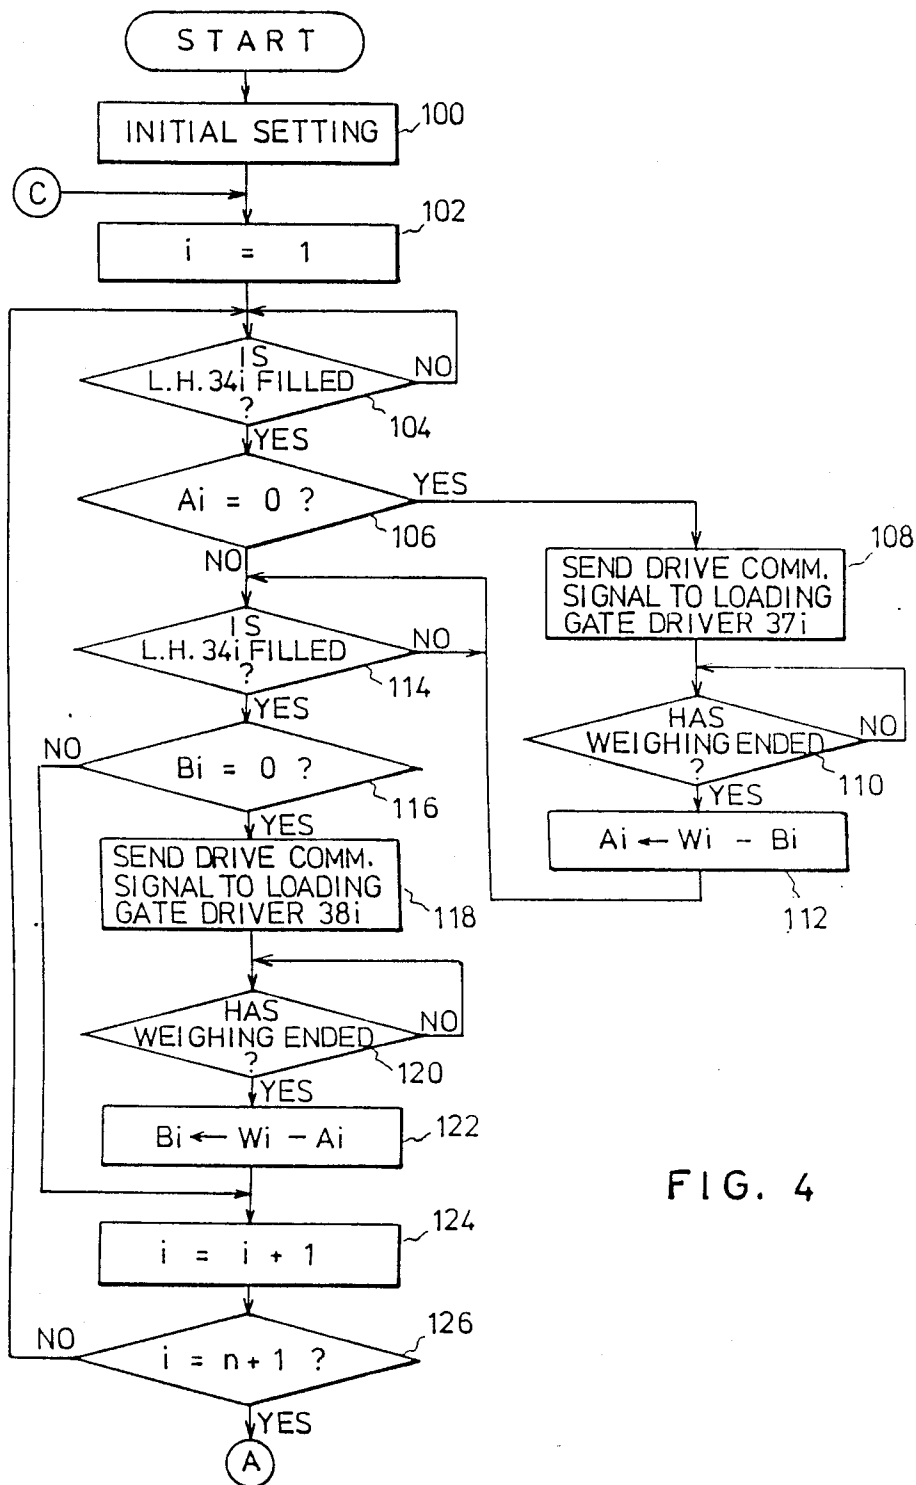 START
INITIAL SETTING
100
C
102
i = 1
IS
L.H. 34i FILLED
?
NO
104
YES
Ai = 0 ?
YES
106
NO
108
SEND DRIVE COMM.
SIGNAL TO LOADING
GATE DRIVER 37i
IS
L.H. 34i FILLED
?
NO
114
YES
HAS
WEIGHING ENDED
?
NO
110
YES
NO
Bi = 0 ?
116
YES
Ai ← Wi - Bi
112
SEND DRIVE COMM.
SIGNAL TO LOADING
GATE DRIVER 38i
118
HAS
WEIGHING ENDED
?
NO
120
YES
Bi ← Wi - Ai
122
FIG. 4
124
i = i + 1
NO
i = n + 1 ?
126
YES
A